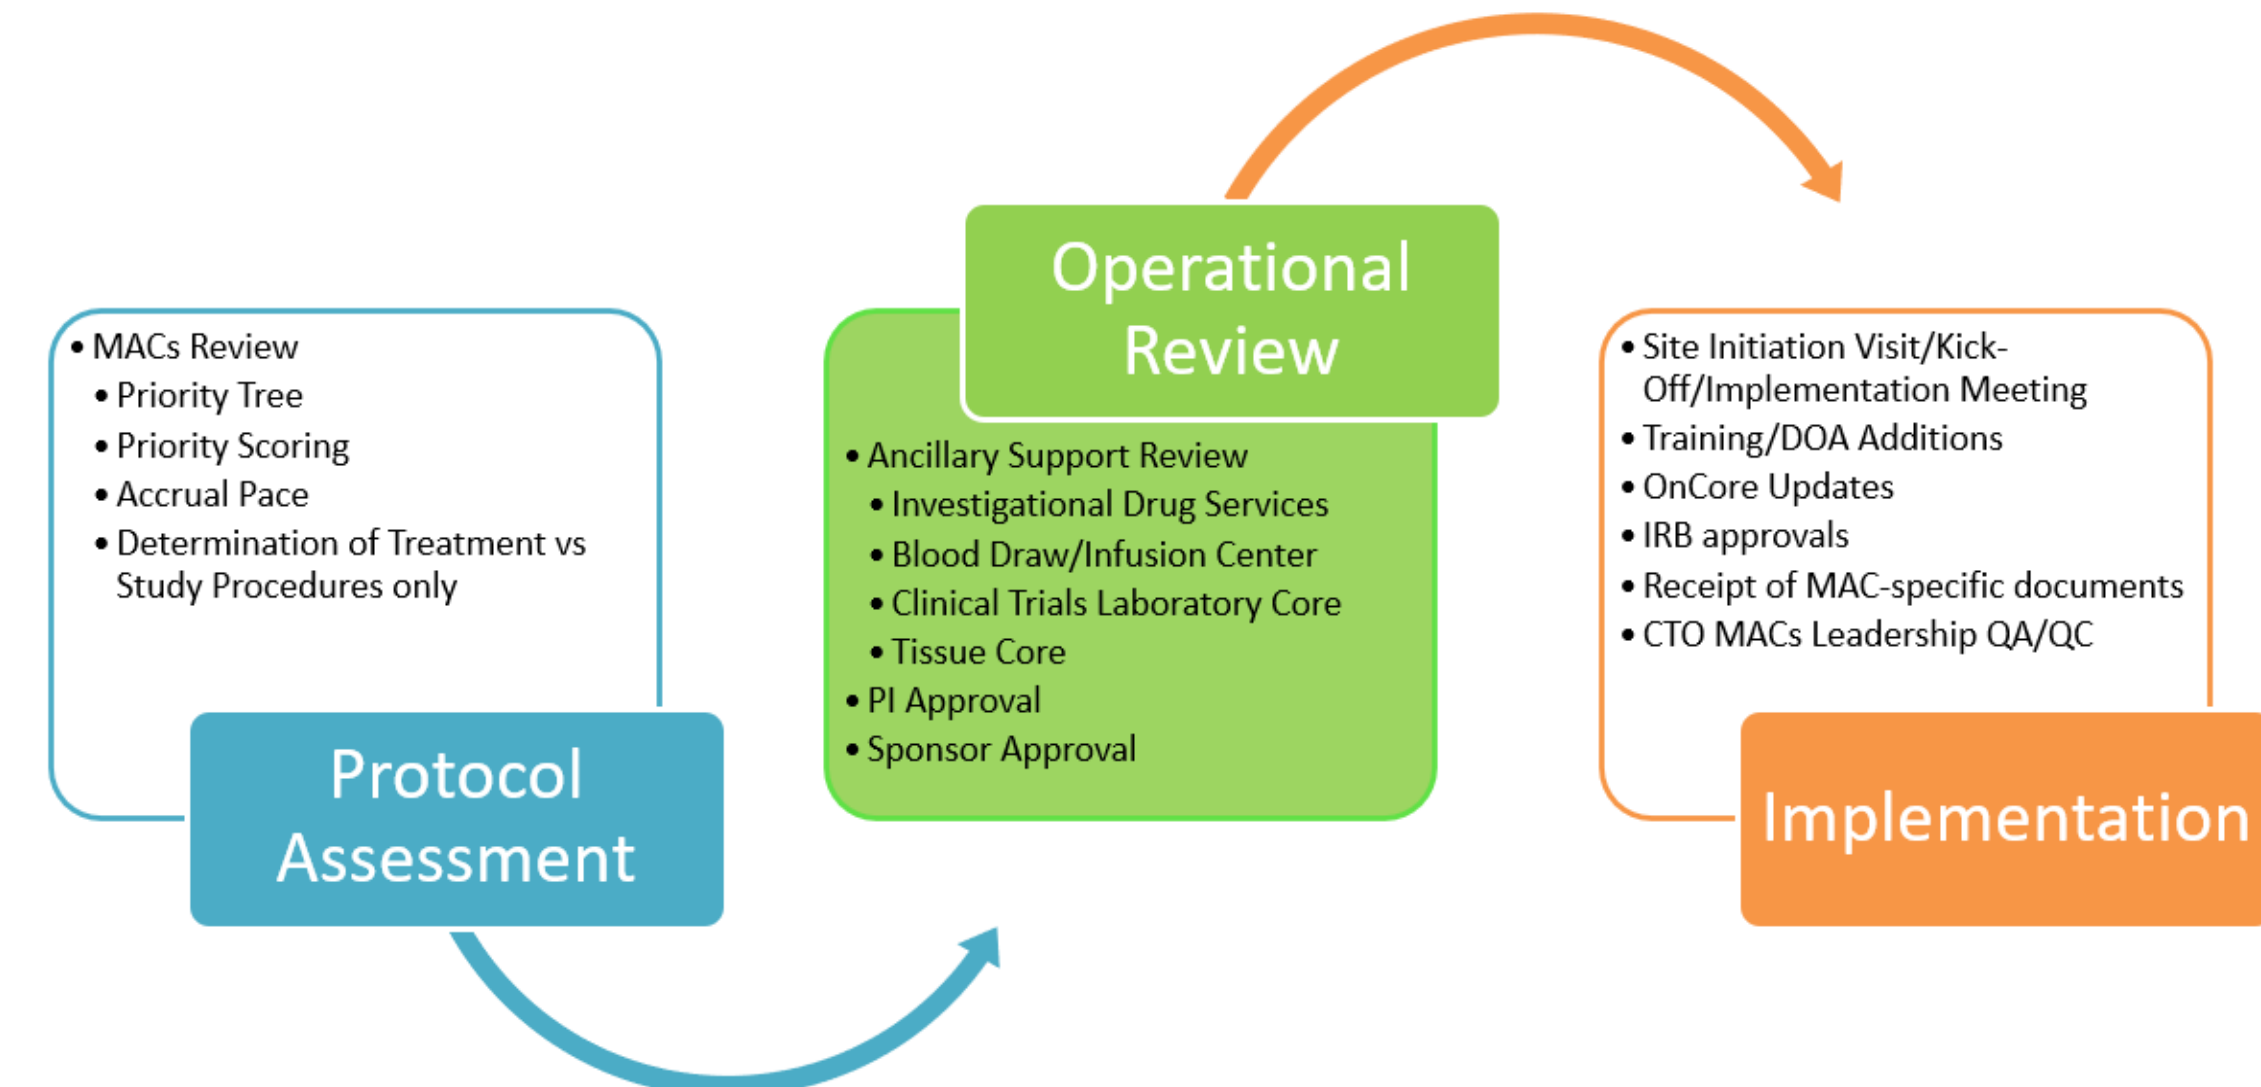 • MACs Review
• Priority Tree
• Priority Scoring
• Accrual Pace
• Determination of Treatment vs
Study Procedures only
Protocol
Assessment
Operational
Review
• Ancillary Support Review
• Investigational Drug Services
• Blood Draw/Infusion Center
• Clinical Trials Laboratory Core
• Tissue Core
• PI Approval
• Sponsor Approval
• Site Initiation Visit/Kick-
Off/Implementation Meeting
• Training/DOA Additions
• OnCore Updates
• IRB approvals
• Receipt of MAC-specific documents
• CTO MACs Leadership QA/QC
Implementation